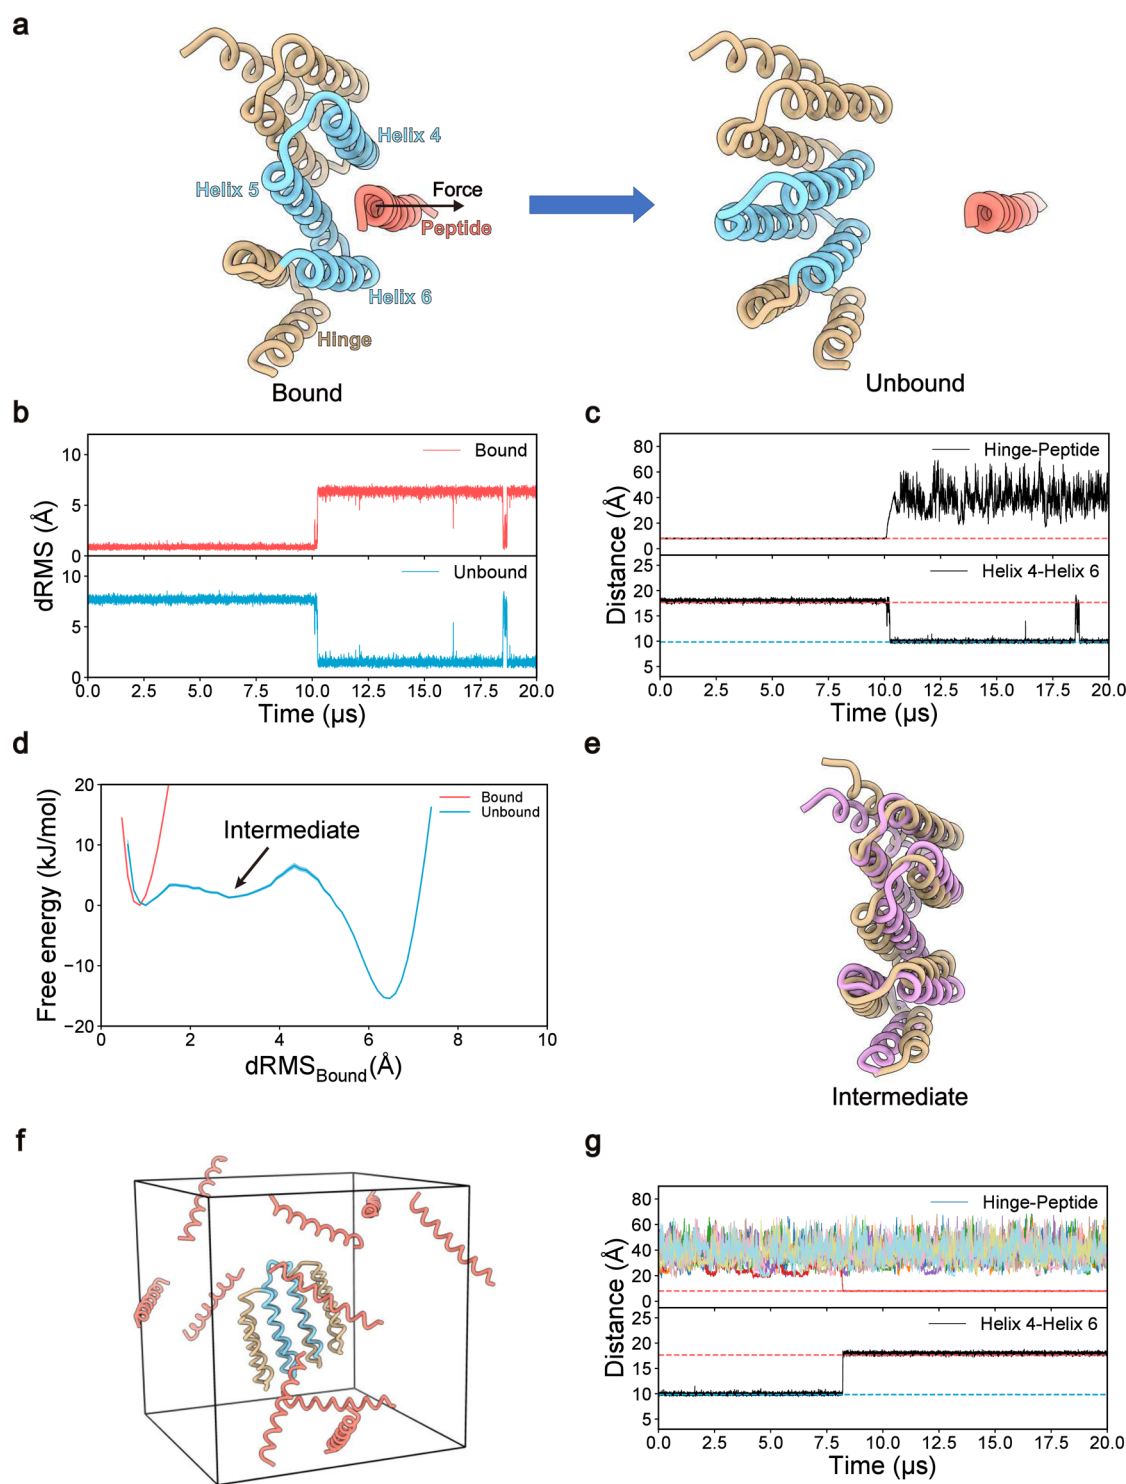 a
Helix 4
Helix 5
Force
Peptide
Helix 6
Hinge
Bound
Unbound
b
10
5
0
Bound
10
5
0
Unbound
dRMS (Å)
0.0 2.5 5.0 7.5 10.0 12.5 15.0 17.5 20.0
Time (µs)
c
80
60
40
20
0
Hinge-Peptide
25
20
15
10
5
Helix 4-Helix 6
Distance (Å)
0.0 2.5 5.0 7.5 10.0 12.5 15.0 17.5 20.0
Time (µs)
d
20
10
0
−10
−20
Free energy (kJ/mol)
Bound
Unbound
Intermediate
0 2 4 6 8 10
dRMSBound(Å)
e
Intermediate
f
g
80
60
40
20
0
Hinge-Peptide
25
20
15
10
5
Helix 4-Helix 6
Distance (Å)
0.0 2.5 5.0 7.5 10.0 12.5 15.0 17.5 20.0
Time (µs)